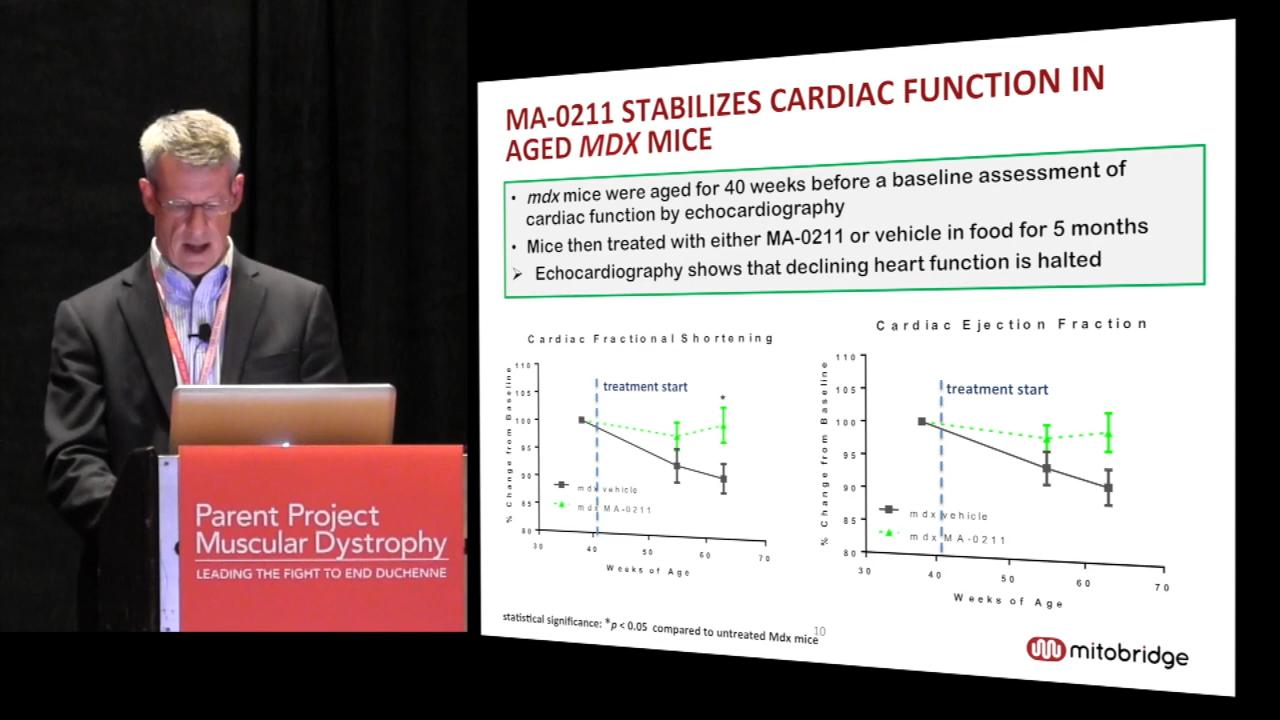 MA-0211 STABILIZES CARDIAC FUNCTION IN
AGED MDX MICE
• mdx mice were aged for 40 weeks before a baseline assessment of
cardiac function by echocardiography
• Mice then treated with either MA-0211 or vehicle in food for 5 months
➢ Echocardiography shows that declining heart function is halted
Cardiac Fractional Shortening
% Change from Baseline
110
105
100
95
90
85
80
treatment start
*
mdx vehicle
mdx MA-0211
30 40 50 60 70
Weeks of Age
Cardiac Ejection Fraction
% Change from Baseline
110
105
100
95
90
85
80
treatment start
mdx vehicle
mdx MA-0211
30 40 50 60 70
Weeks of Age
statistical significance: *p < 0.05 compared to untreated Mdx mice
10
mitobridge
Parent Project
Muscular Dystrophy
LEADING THE FIGHT TO END DUCHENNE